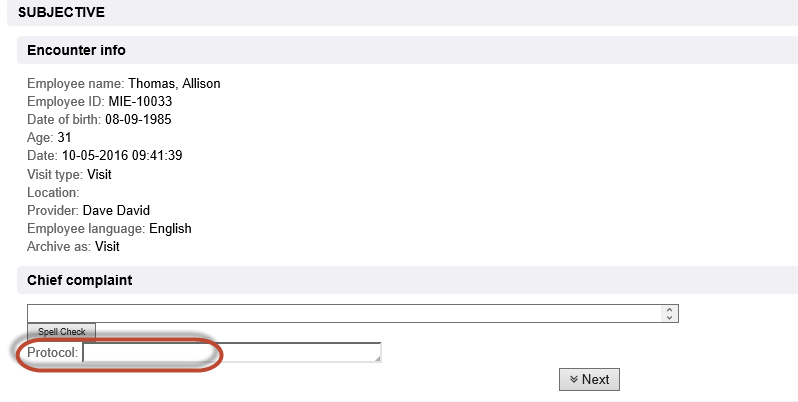 SUBJECTIVE
Encounter info
Employee name: Thomas, Allison
Employee ID: MIE-10033
Date of birth: 08-09-1985
Age: 31
Date: 10-05-2016 09:41:39
Visit type: Visit
Location:
Provider: Dave David
Employee language: English
Archive as: Visit
Chief complaint
Spell Check
Protocol:
Next